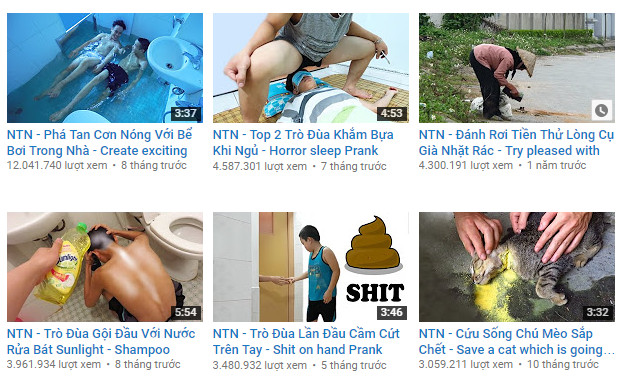 3:37
4:53
NTN - Phá Tan Cơn Nóng Với Bể
Bơi Trong Nhà - Create exciting
12.041.740 lượt xem • 8 tháng trước
NTN - Top 2 Trò Đùa Khắm Bựa
Khi Ngủ - Horror sleep Prank
4.587.301 lượt xem • 7 tháng trước
NTN - Đánh Rơi Tiền Thử Lòng Cụ
Già Nhặt Rác - Try pleased with
4.300.191 lượt xem • 1 năm trước
Sunlight
5:54
SHIT
3:46
3:32
NTN - Trò Đùa Gội Đầu Với Nước
Rửa Bát Sunlight - Shampoo
3.961.934 lượt xem • 8 tháng trước
NTN - Trò Đùa Lần Đầu Cầm Cứt
Trên Tay - Shit on hand Prank
3.480.932 lượt xem • 5 tháng trước
NTN - Cứu Sống Chú Mèo Sắp
Chết - Save a cat which is going...
3.059.211 lượt xem • 10 tháng trước